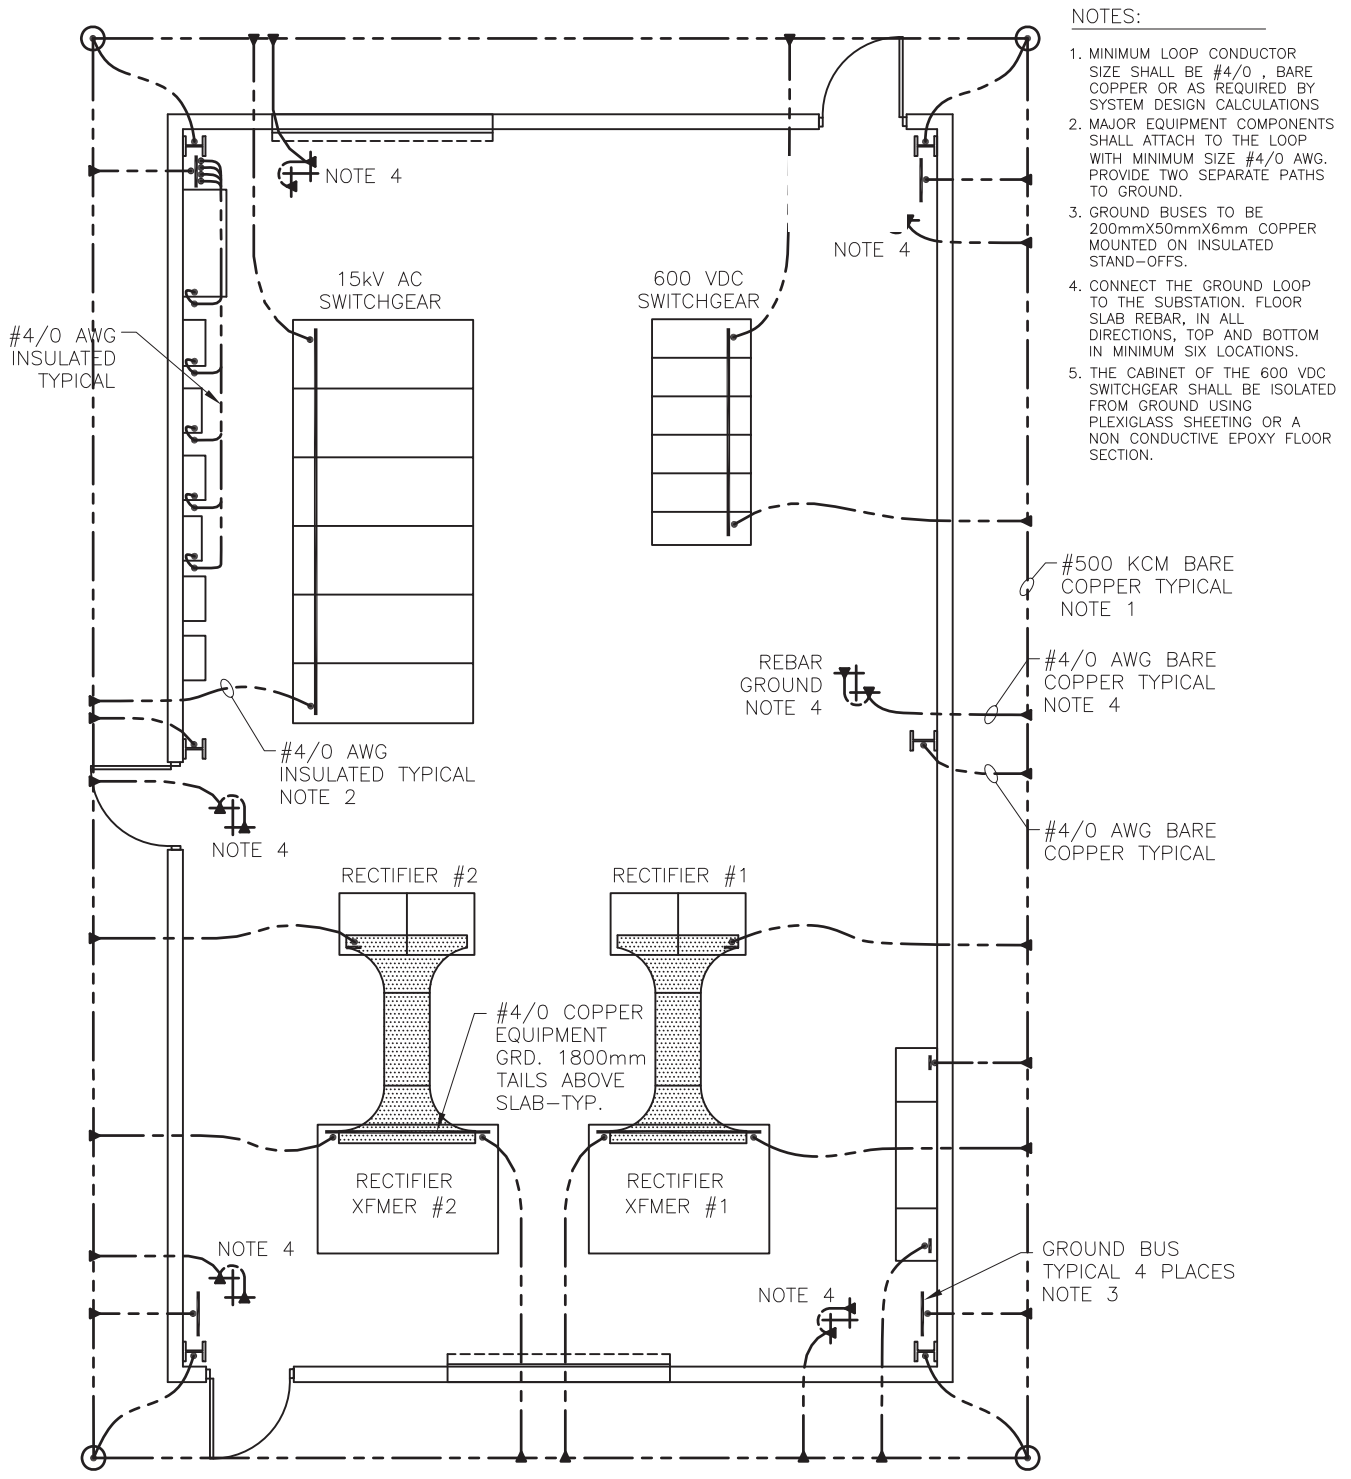 NOTES:
1. MINIMUM LOOP CONDUCTOR
SIZE SHALL BE #4/0 , BARE
COPPER OR AS REQUIRED BY
SYSTEM DESIGN CALCULATIONS
2. MAJOR EQUIPMENT COMPONENTS
SHALL ATTACH TO THE LOOP
WITH MINIMUM SIZE #4/0 AWG.
PROVIDE TWO SEPARATE PATHS
TO GROUND.
3. GROUND BUSES TO BE
200mmX50mmX6mm COPPER
MOUNTED ON INSULATED
STAND-OFFS.
4. CONNECT THE GROUND LOOP
TO THE SUBSTATION. FLOOR
SLAB REBAR, IN ALL
DIRECTIONS, TOP AND BOTTOM
IN MINIMUM SIX LOCATIONS.
5. THE CABINET OF THE 600 VDC
SWITCHGEAR SHALL BE ISOLATED
FROM GROUND USING
PLEXIGLASS SHEETING OR A
NON CONDUCTIVE EPOXY FLOOR
SECTION.
NOTE 4
NOTE 4
15kV AC
SWITCHGEAR
600 VDC
SWITCHGEAR
#4/0 AWG
INSULATED
TYPICAL
#500 KCM BARE
COPPER TYPICAL
NOTE 1
REBAR
GROUND
NOTE 4
#4/0 AWG BARE
COPPER TYPICAL
NOTE 4
#4/0 AWG
INSULATED TYPICAL
NOTE 2
NOTE 4
#4/0 AWG BARE
COPPER TYPICAL
RECTIFIER #2
RECTIFIER #1
#4/0 COPPER
EQUIPMENT
GRD. 1800mm
TAILS ABOVE
SLAB-TYP.
RECTIFIER
XFMER #2
RECTIFIER
XFMER #1
NOTE 4
GROUND BUS
TYPICAL 4 PLACES
NOTE 3
NOTE 4